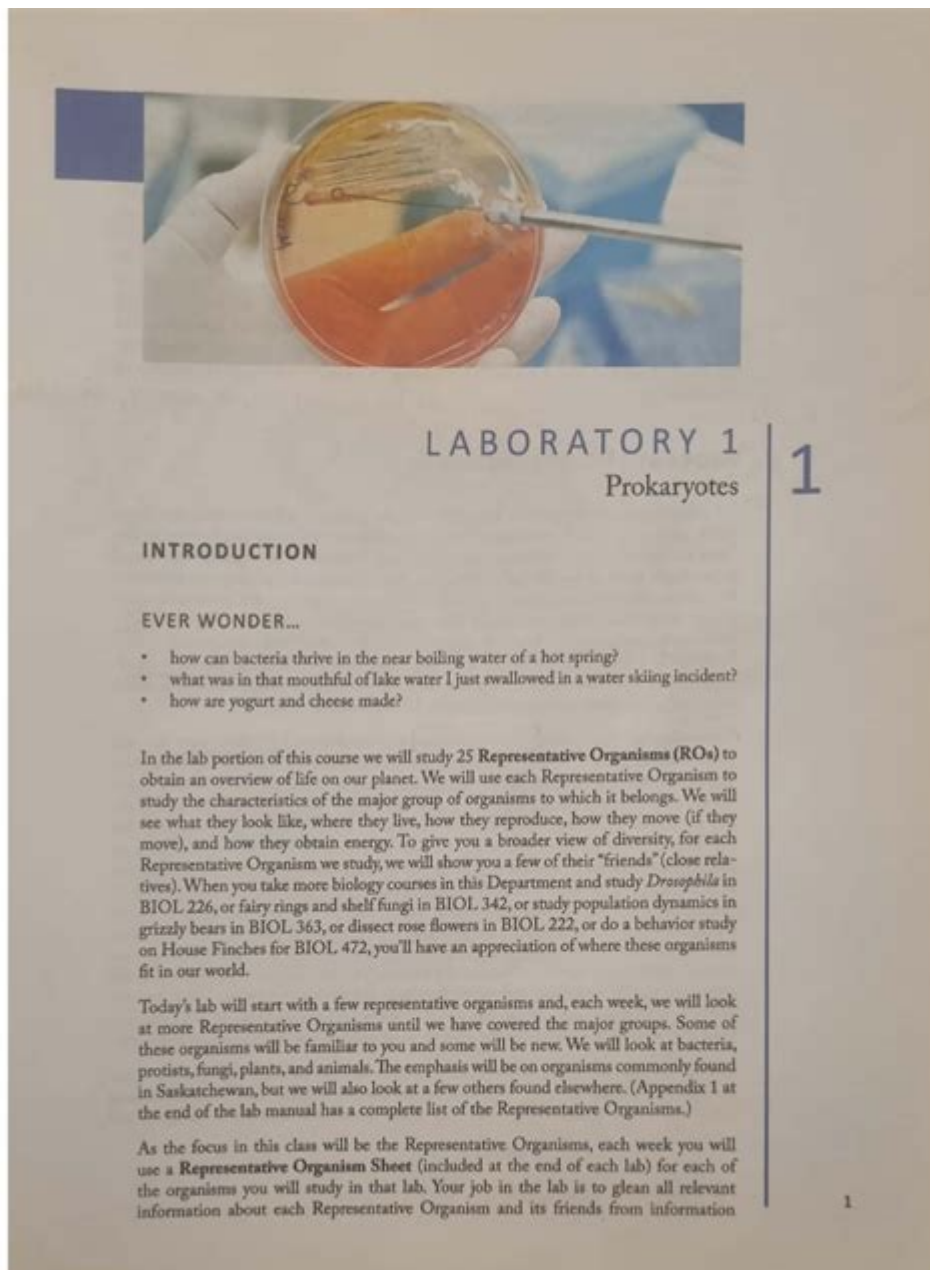 LABORATORY 1
1
Prokaryotes
INTRODUCTION
EVER WONDER...
• how can bacteria thrive in the near boiling water of a hot spring?
• what was in that mouthful of lake water I just swallowed in a water skiing incident?
• how are yogurt and cheese made?
In the lab portion of this course we will study 25 Representative Organisms (ROs) to
obtain an overview of life on our planet. We will use each Representative Organism to
study the characteristics of the major group of organisms to which it belongs. We will
see what they look like, where they live, how they reproduce, how they move (if they
move), and how they obtain energy. To give you a broader view of diversity, for each
Representative Organism we study, we will show you a few of their "friends" (close rela-
tives). When you take more biology courses in this Department and study Drosophila in
BIOL 226, or fairy rings and shelf fungi in BIOL 342, or study population dynamics in
grizzly bears in BIOL 363, or dissect rose flowers in BIOL 222, or do a behavior study
on House Finches for BIOL 472, you'll have an appreciation of where these organisms
fit in our world.
Today's lab will start with a few representative organisms and, each week, we will look
at more Representative Organisms until we have covered the major groups. Some of
these organisms will be familiar to you and some will be new. We will look at bacteria,
protists, fungi, plants, and animals. The emphasis will be on organisms commonly found
in Saskatchewan, but we will also look at a few others found elsewhere. (Appendix 1 at
the end of the lab manual has a complete list of the Representative Organisms.)
As the focus in this class will be the Representative Organisms, each week you will
use a Representative Organism Sheet (included at the end of each lab) for each of
the organisms you will study in that lab. Your job in the lab is to glean all relevant
information about each Representative Organism and its friends from information
1